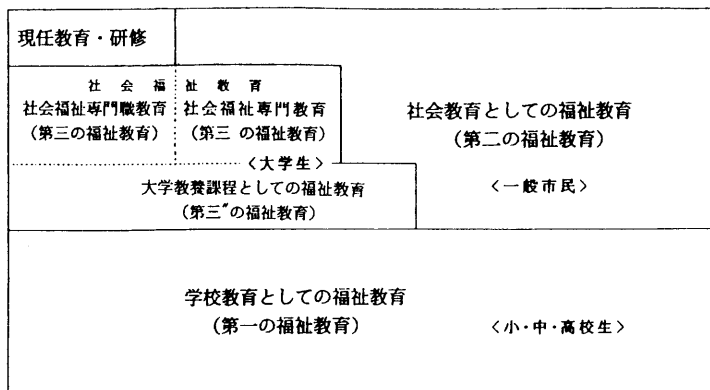 現任教育・研修
社会福祉教育
社会福祉専門職教育
(第三の福祉教育)
社会福祉専門教育
(第三の福祉教育)
<大学生>
大学教養課程としての福祉教育
(第三″の福祉教育)
社会教育としての福祉教育
(第二の福祉教育)
<一般市民>
学校教育としての福祉教育
(第一の福祉教育)
<小・中・高校生>